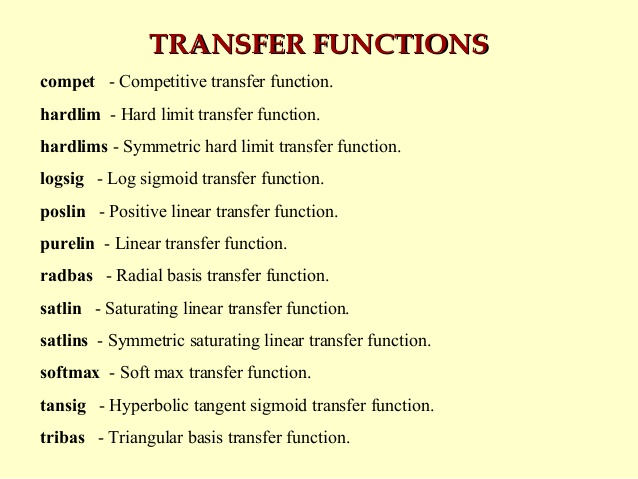 TRANSFER FUNCTIONS
compet - Competitive transfer function.
hardlim - Hard limit transfer function.
hardlims - Symmetric hard limit transfer function.
logsig - Log sigmoid transfer function.
poslin - Positive linear transfer function.
purelin - Linear transfer function.
radbas - Radial basis transfer function.
satlin - Saturating linear transfer function.
satlins - Symmetric saturating linear transfer function.
softmax - Soft max transfer function.
tansig - Hyperbolic tangent sigmoid transfer function.
tribas - Triangular basis transfer function.